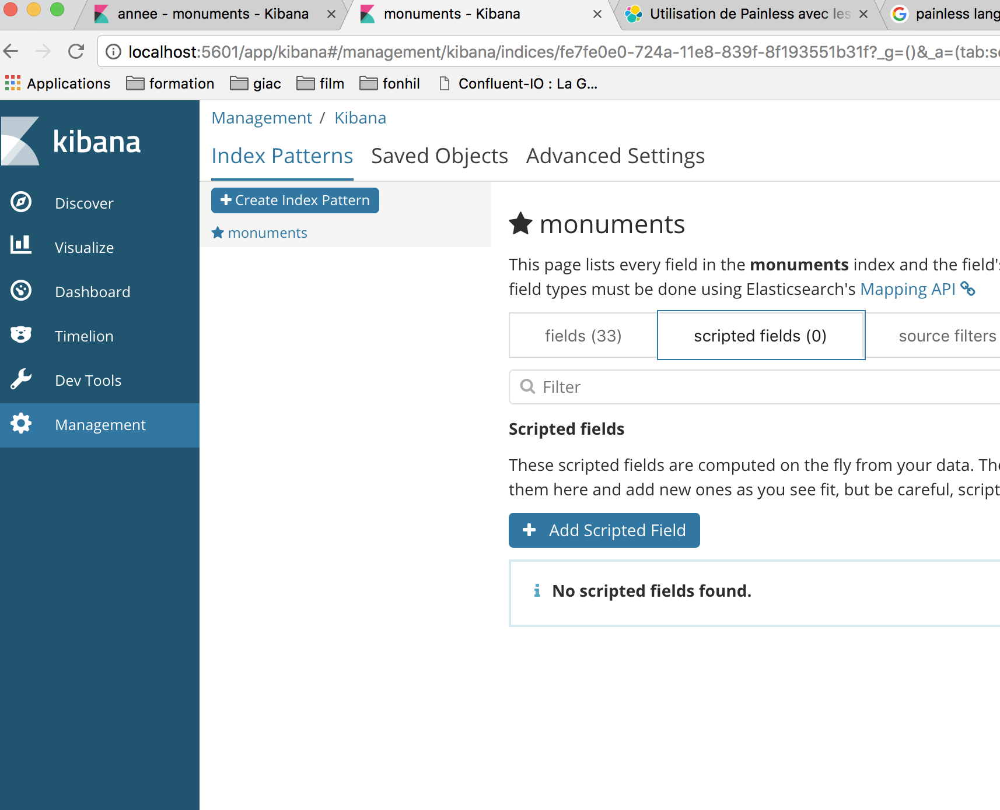 annee - monuments - Kibana
monuments - Kibana
Utilisation de Painless avec les
painless lang
localhost:5601/app/kibana#/management/kibana/indices/fe7fe0e0-724a-11e8-839f-8f193551b31f?_g=()&_a=(tab:sc
Applications
formation
giac
film
fonhil
Confluent-IO : La G...
kibana
Discover
Visualize
Dashboard
Timelion
Dev Tools
Management
Management / Kibana
Index Patterns
Saved Objects
Advanced Settings
Create Index Pattern
monuments
monuments
This page lists every field in the monuments index and the field's
field types must be done using Elasticsearch's Mapping API
fields (33)
scripted fields (0)
source filters
Filter
Scripted fields
These scripted fields are computed on the fly from your data. The
them here and add new ones as you see fit, but be careful, script
Add Scripted Field
No scripted fields found.